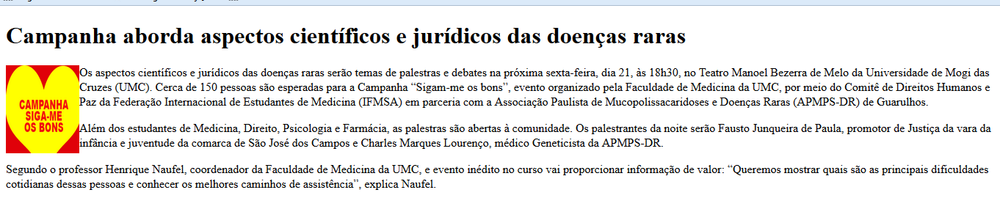 Campanha aborda aspectos científicos e jurídicos das doenças raras
CAMPANHA
SIGA-ME
OS BONS
Os aspectos científicos e jurídicos das doenças raras serão temas de palestras e debates na próxima sexta-feira, dia 21, às 18h30, no Teatro Manoel Bezerra de Melo da Universidade de Mogi das
Cruzes (UMC). Cerca de 150 pessoas são esperadas para a Campanha “Sigam-me os bons”, evento organizado pela Faculdade de Medicina da UMC, por meio do Comitê de Direitos Humanos e
Paz da Federação Internacional de Estudantes de Medicina (IFMSA) em parceria com a Associação Paulista de Mucopolissacaridoses e Doenças Raras (APMPS-DR) de Guarulhos.
Além dos estudantes de Medicina, Direito, Psicologia e Farmácia, as palestras são abertas à comunidade. Os palestrantes da noite serão Fausto Junqueira de Paula, promotor de Justiça da vara da
infância e juventude da comarca de São José dos Campos e Charles Marques Lourenço, médico Geneticista da APMPS-DR.
Segundo o professor Henrique Naufel, coordenador da Faculdade de Medicina da UMC, e evento inédito no curso vai proporcionar informação de valor: “Queremos mostrar quais são as principais dificuldades
cotidianas dessas pessoas e conhecer os melhores caminhos de assistência”, explica Naufel.